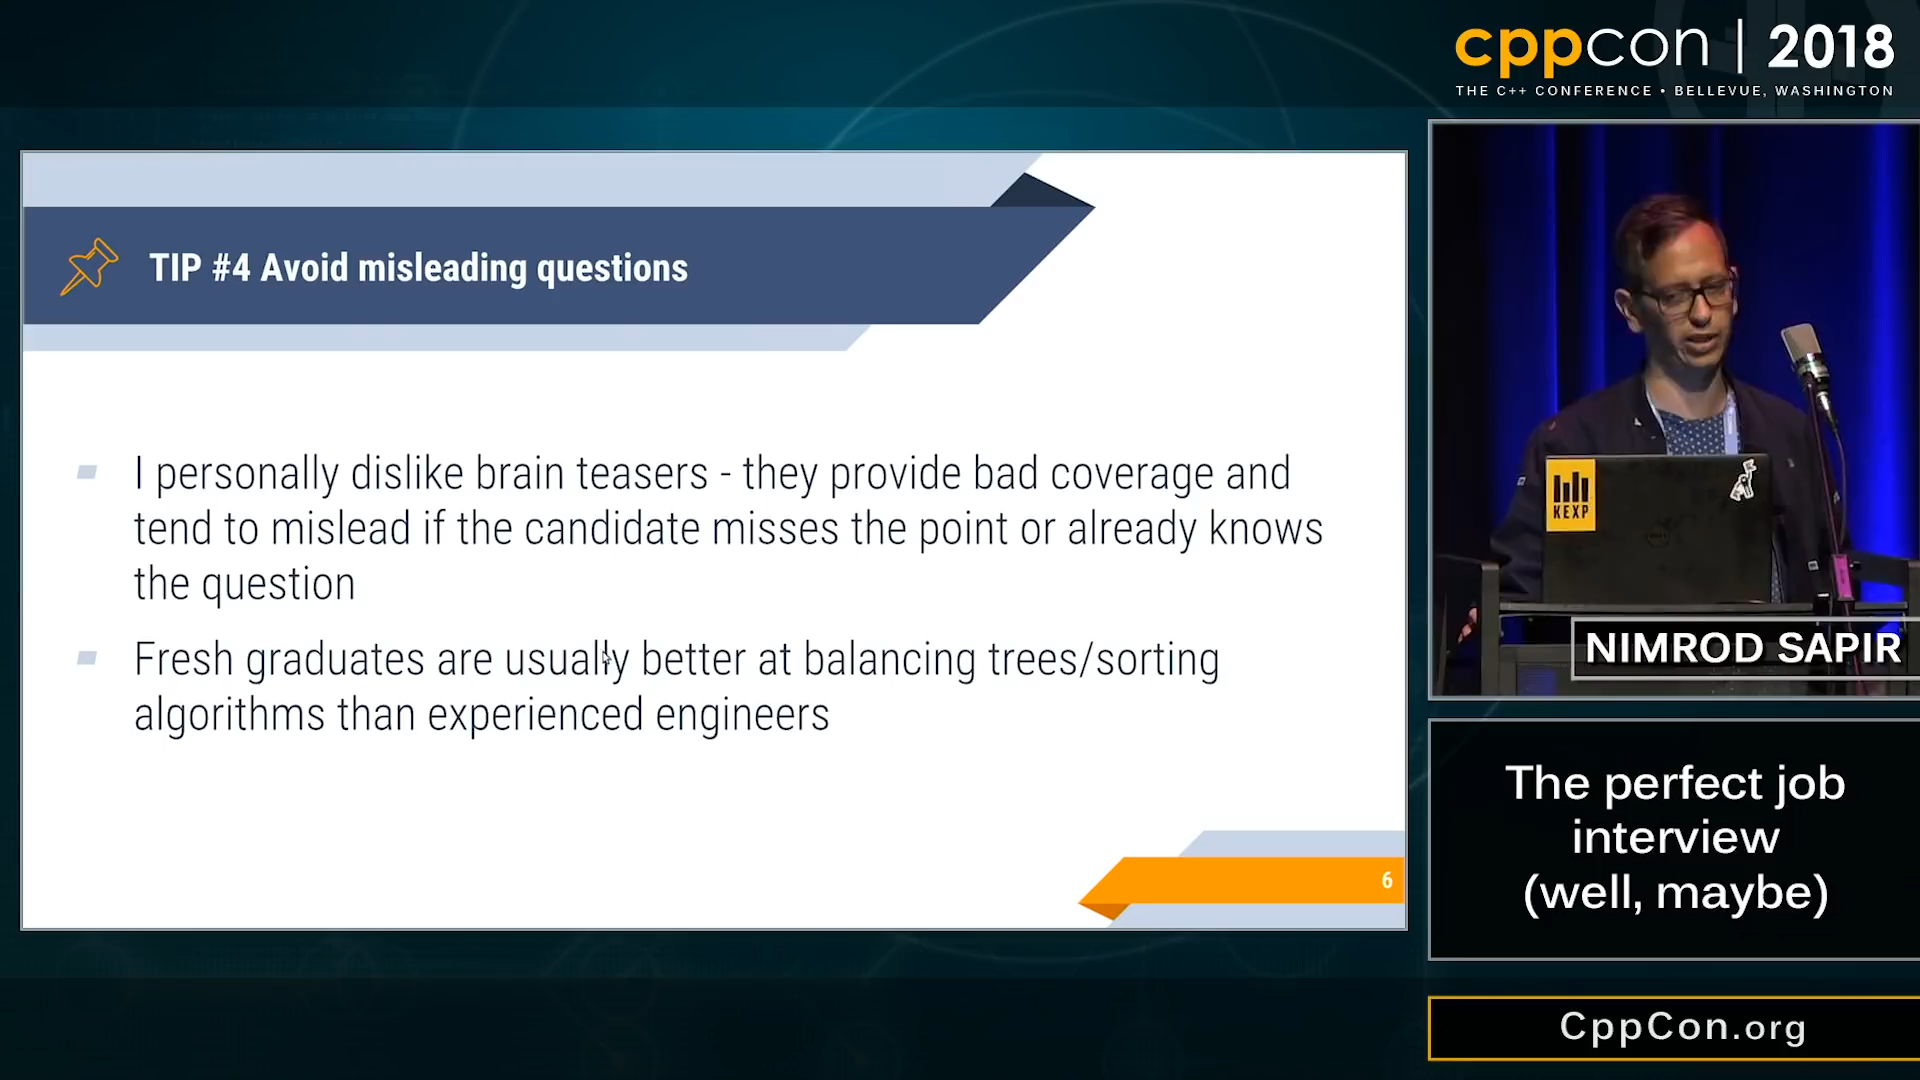 cppcon | 2018
THE C++ CONFERENCE • BELLEVUE, WASHINGTON
TIP #4 Avoid misleading questions
I personally dislike brain teasers - they provide bad coverage and
tend to mislead if the candidate misses the point or already knows
the question
Fresh graduates are usually better at balancing trees/sorting
algorithms than experienced engineers
6
KEXP
NIMROD SAPIR
The perfect job
interview
(well, maybe)
CppCon.org